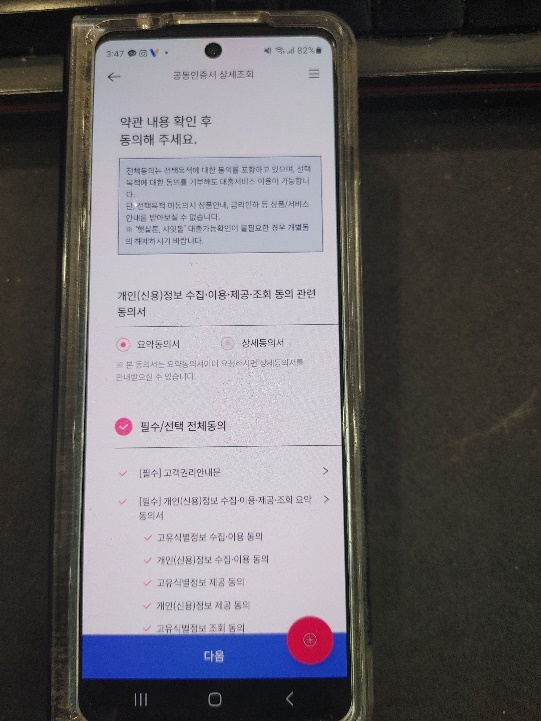 3:47
82%
공동인증서 상세조회
약관 내용 확인 후
동의해 주세요.
전체동의는 선택목적에 대한 동의를 포함하고 있으며, 선택
목적에 대한 동의를 거부해도 대출서비스 이용이 가능합니
다.
단, 선택목적 미동의시 상품안내, 금리인하 등 상품/서비스
안내를 받아보실 수 없습니다.
※ '햇살론, 사잇돌' 대출가능확인이 불필요한 경우 개별동
의 해제하시기 바랍니다.
개인(신용)정보 수집·이용·제공·조회 동의 관련
동의서
요약동의서
상세동의서
※ 본 동의서는 요약동의서이며 요청하시면 상세동의서를
안내받으실 수 있습니다.
필수/선택 전체동의
[필수] 고객권리안내문
[필수] 개인(신용)정보 수집·이용·제공·조회 요약
동의서
고유식별정보 수집·이용 동의
개인(신용)정보 수집·이용 동의
고유식별정보 제공 동의
개인(신용)정보 제공 동의
고유식별정보 조회 동의
다음